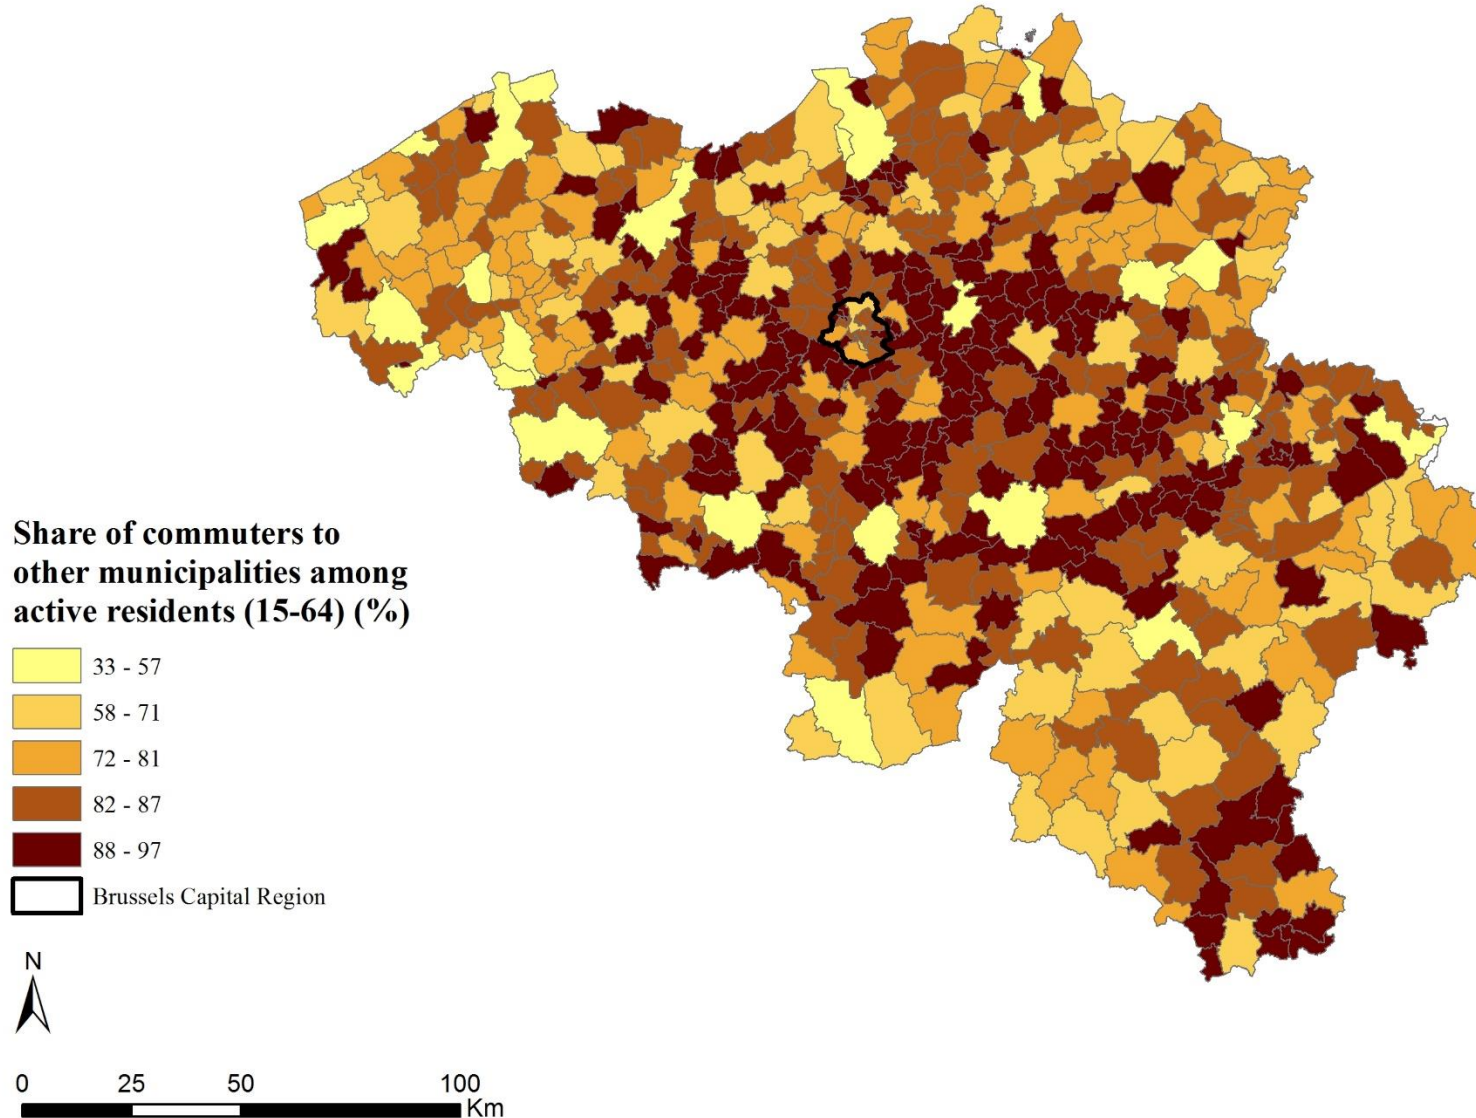 Share of commuters to
other municipalities among
active residents (15-64) (%)
33 - 57
58 - 71
72 - 81
82 - 87
88 - 97
Brussels Capital Region
N
0 25 50 100
Km